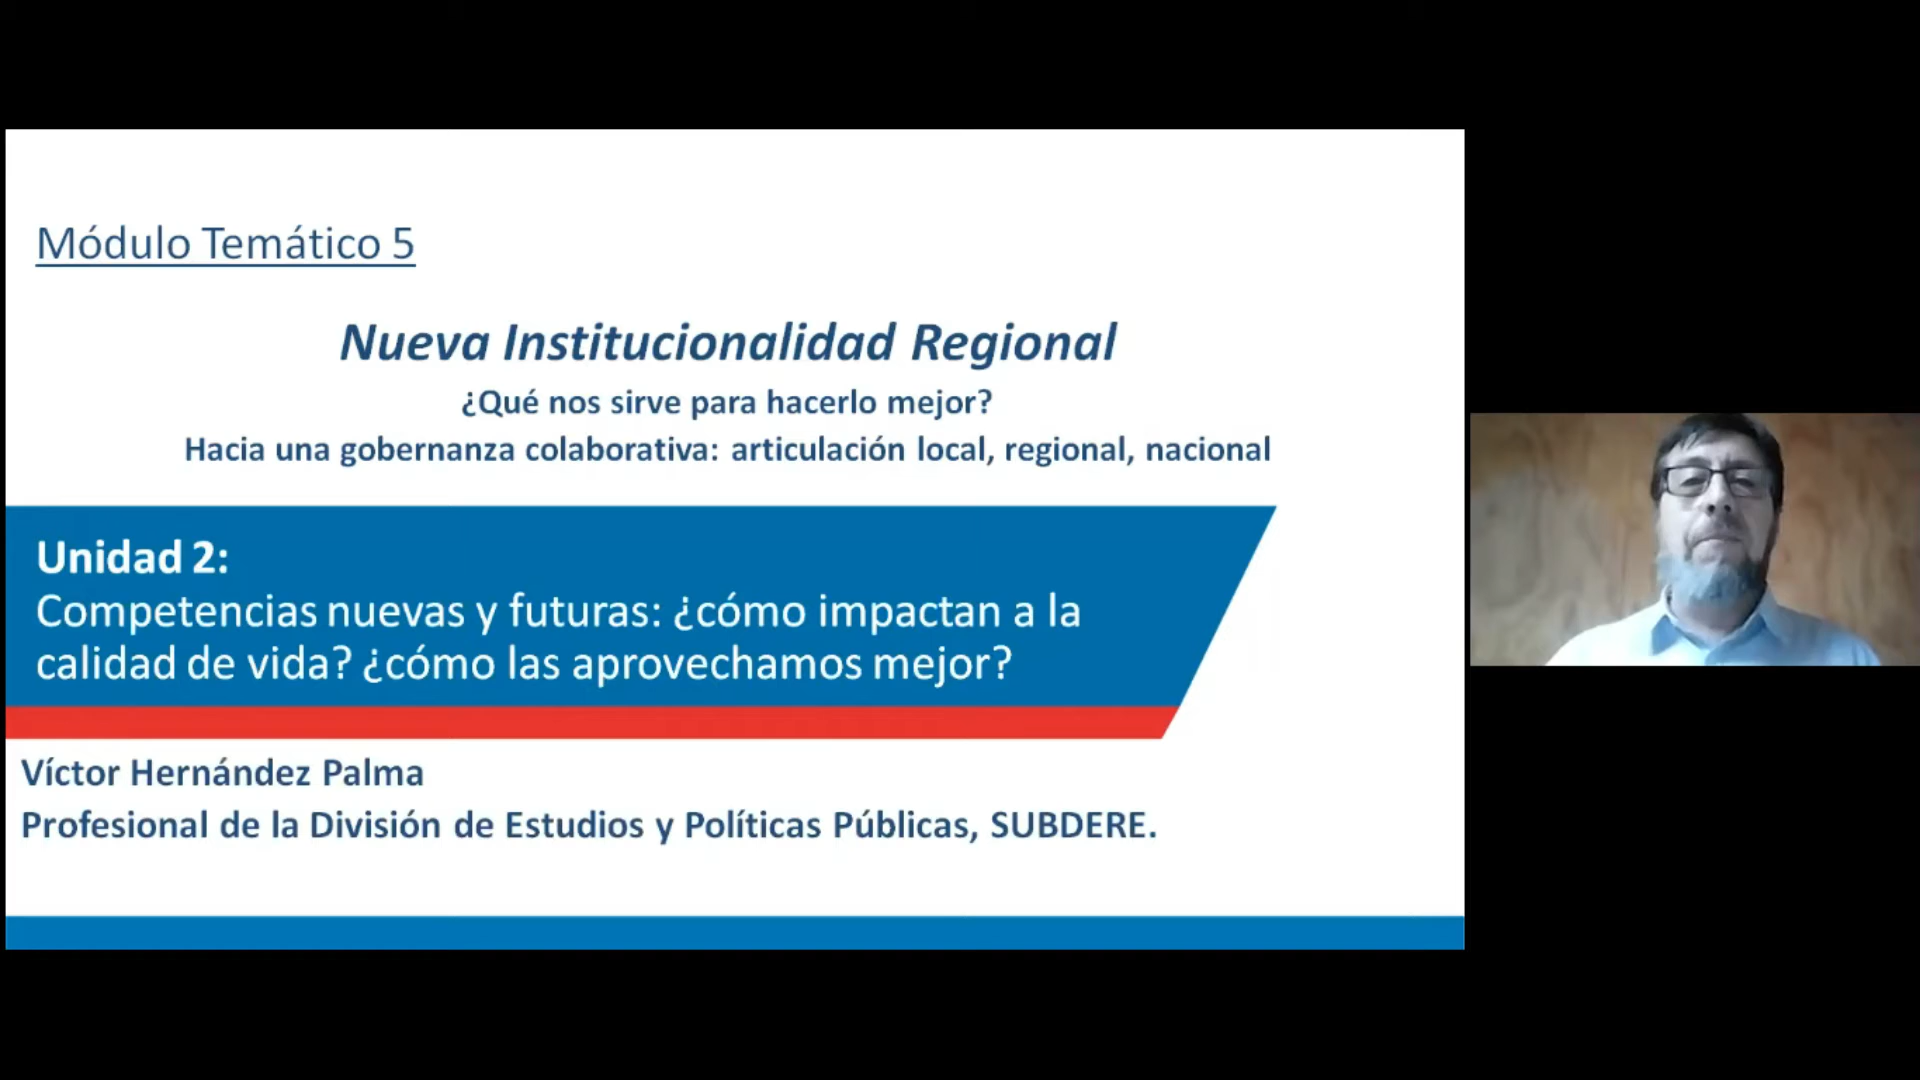 Módulo Temático 5
Nueva Institucionalidad Regional
¿Qué nos sirve para hacerlo mejor?
Hacia una gobernanza colaborativa: articulación local, regional, nacional
Unidad 2:
Competencias nuevas y futuras: ¿cómo impactan a la
calidad de vida? ¿cómo las aprovechamos mejor?
Víctor Hernández Palma
Profesional de la División de Estudios y Políticas Públicas, SUBDERE.